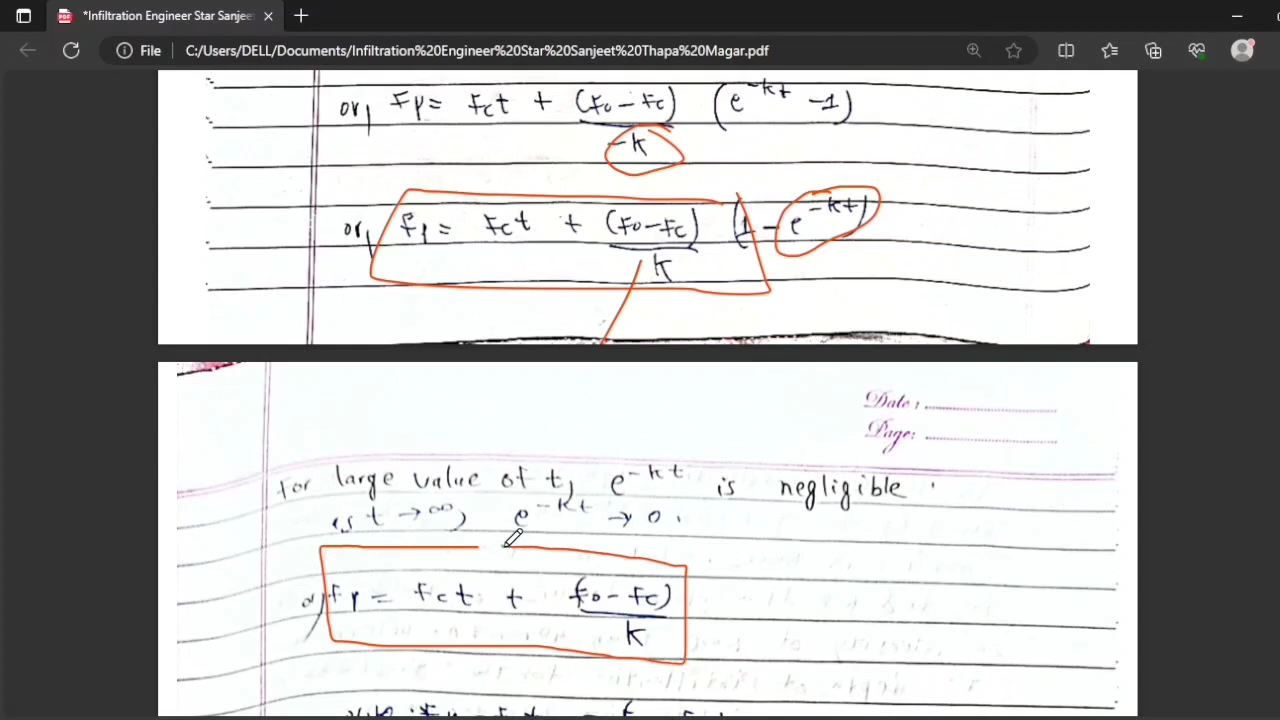 *Infiltration Engineer Star Sanjee
File
C:/Users/DELL/Documents/Infiltration%20Engineer%20Star%20Sanjeet%20Thapa%20Magar.pdf
or, Fp = Fct + (Fo - Fc) (e^-kt - 1)
-k
or, Fp = Fct + (Fo - Fc) (1 - e^-kt)
k
Date :
Page:
for large value of t, e^-kt is negligible.
as t → ∞, e^-kt → 0.
or, Fp = Fct + (Fo - Fc)
k